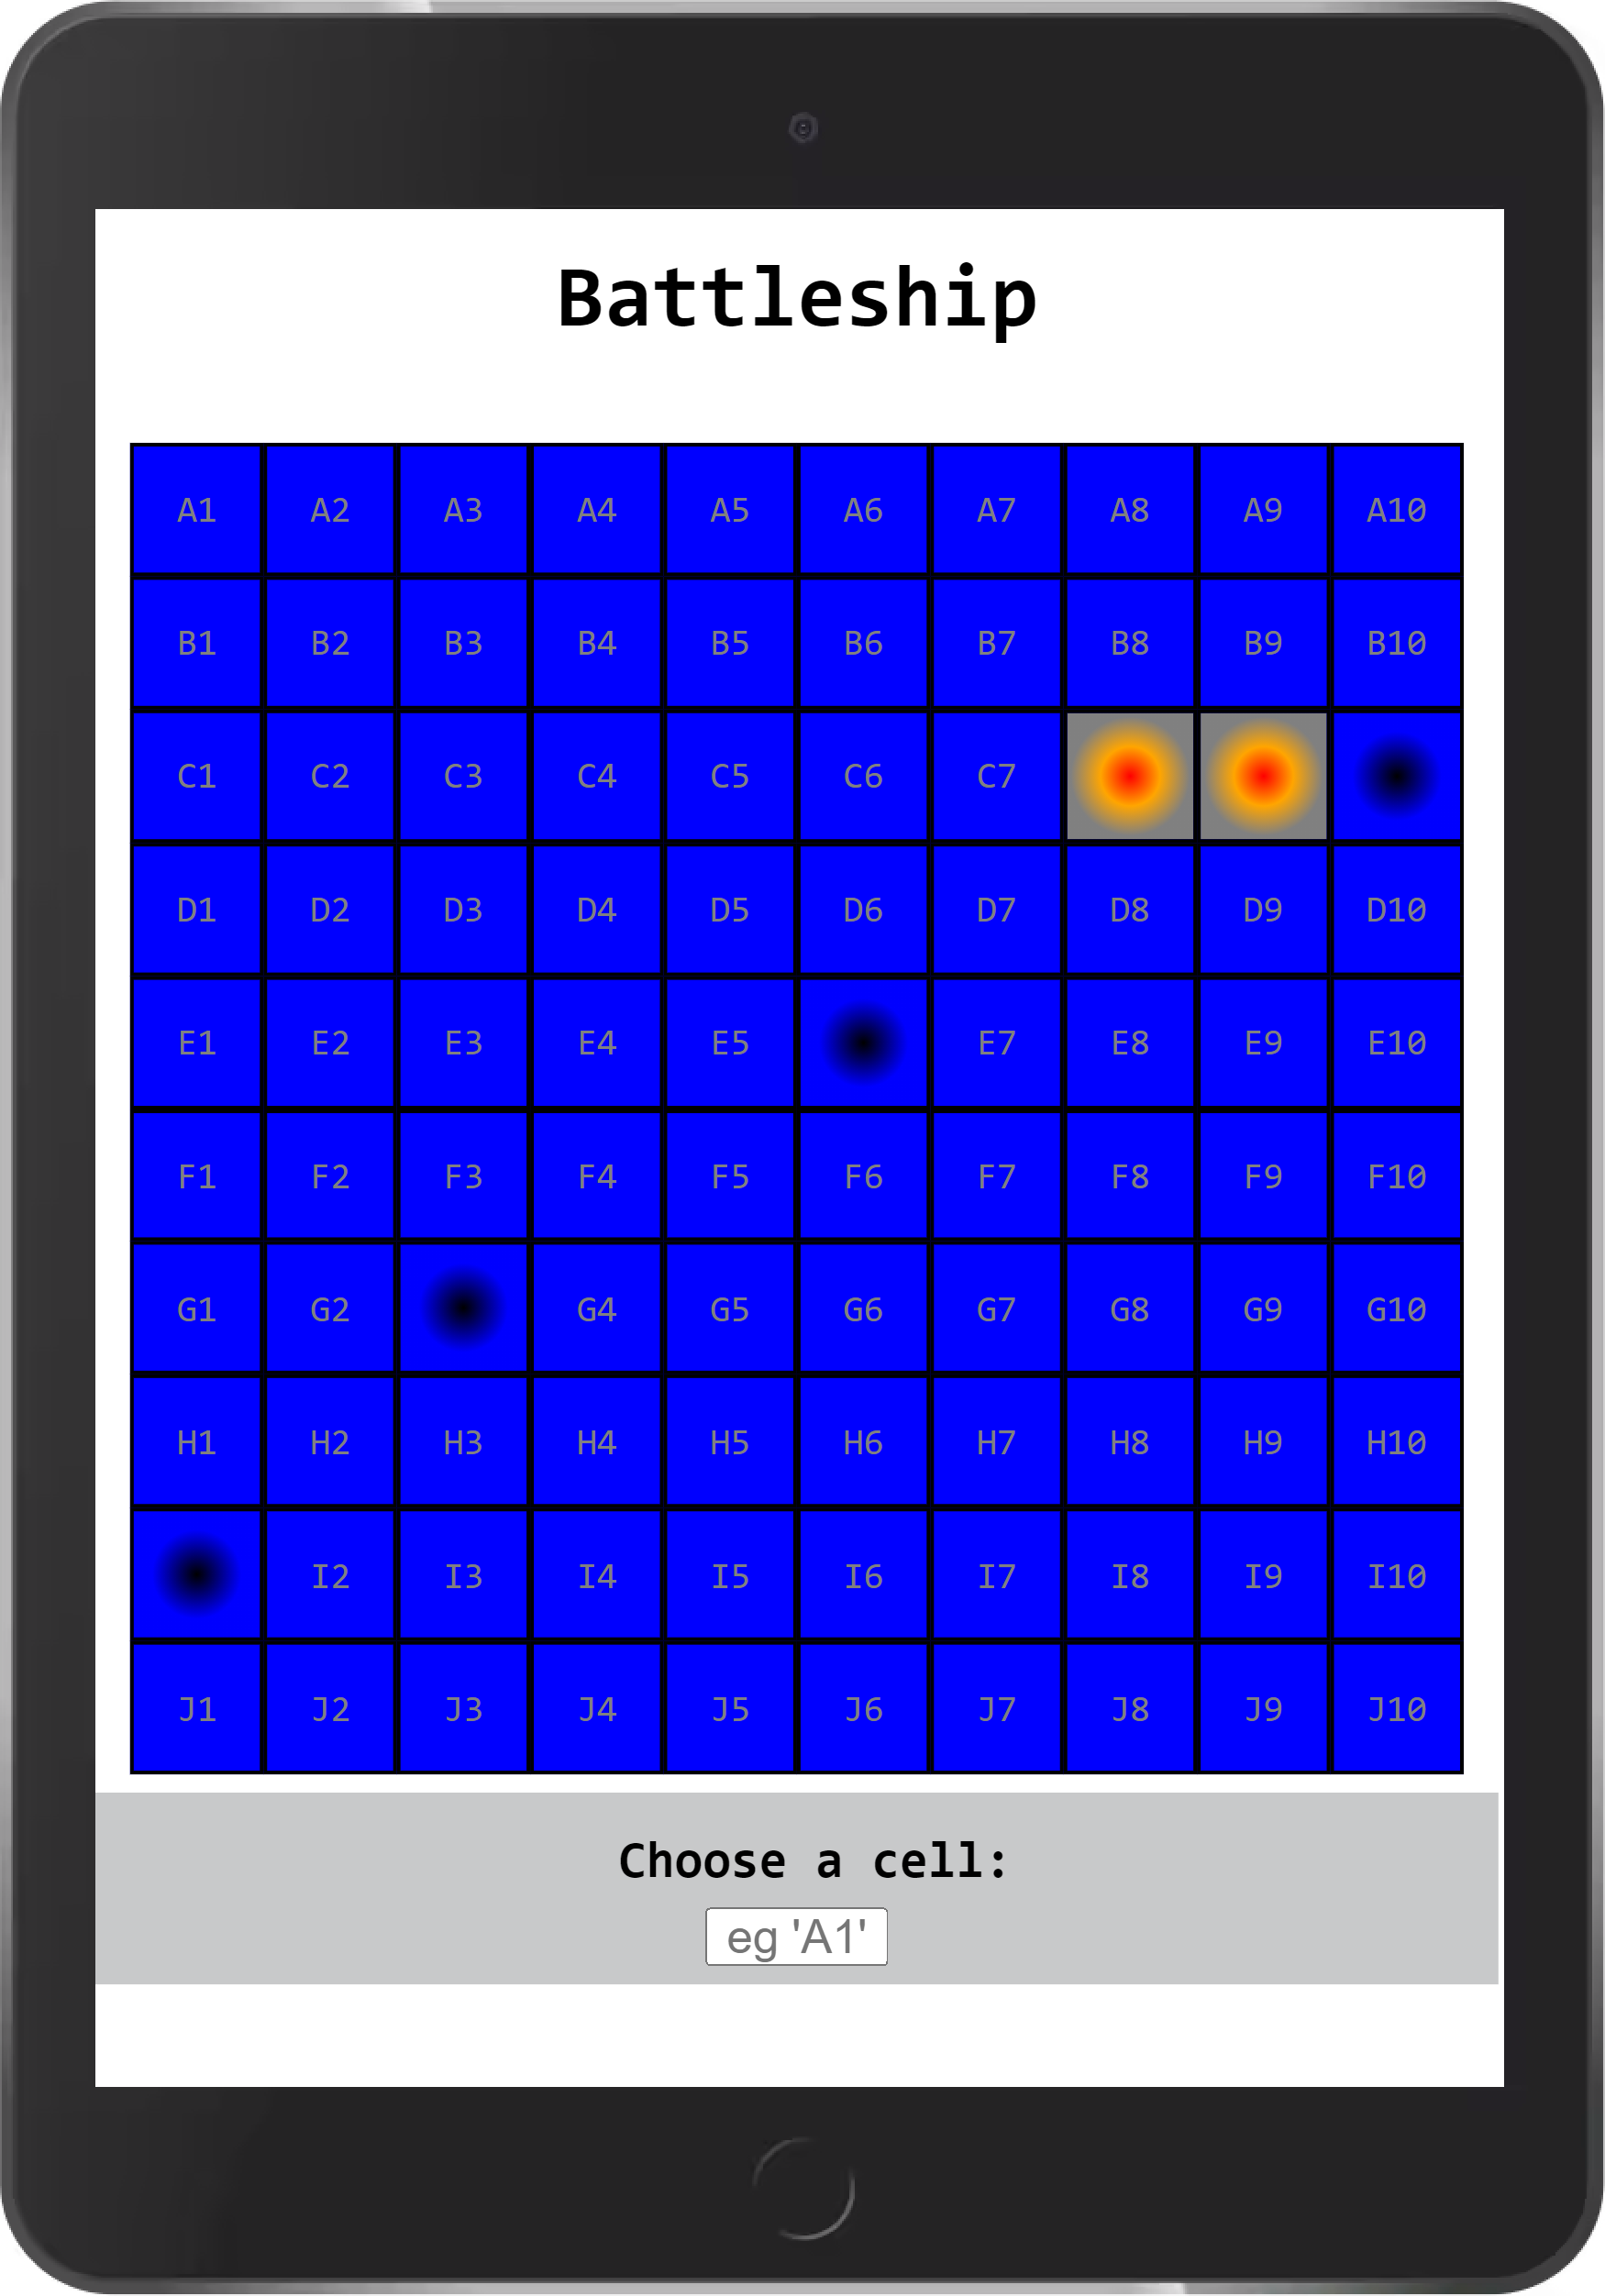 Battleship
A1 A2 A3 A4 A5 A6 A7 A8 A9 A10
B1 B2 B3 B4 B5 B6 B7 B8 B9 B10
C1 C2 C3 C4 C5 C6 C7
D1 D2 D3 D4 D5 D6 D7 D8 D9 D10
E1 E2 E3 E4 E5 E7 E8 E9 E10
F1 F2 F3 F4 F5 F6 F7 F8 F9 F10
G1 G2 G4 G5 G6 G7 G8 G9 G10
H1 H2 H3 H4 H5 H6 H7 H8 H9 H10
I2 I3 I4 I5 I6 I7 I8 I9 I10
J1 J2 J3 J4 J5 J6 J7 J8 J9 J10
Choose a cell:
eg 'A1'